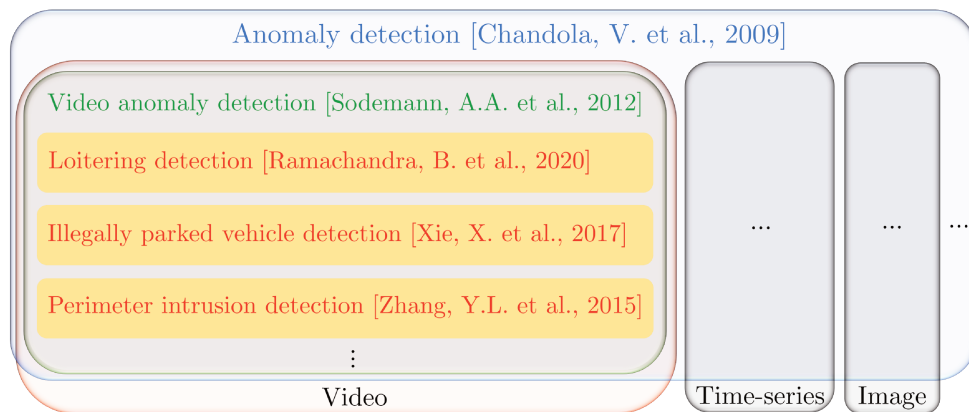 Anomaly detection [Chandola, V. et al., 2009]
Video anomaly detection [Sodemann, A.A. et al., 2012]
Loitering detection [Ramachandra, B. et al., 2020]
Illegally parked vehicle detection [Xie, X. et al., 2017]
Perimeter intrusion detection [Zhang, Y.L. et al., 2015]
⋮
Video
...
Time-series
...
Image
...